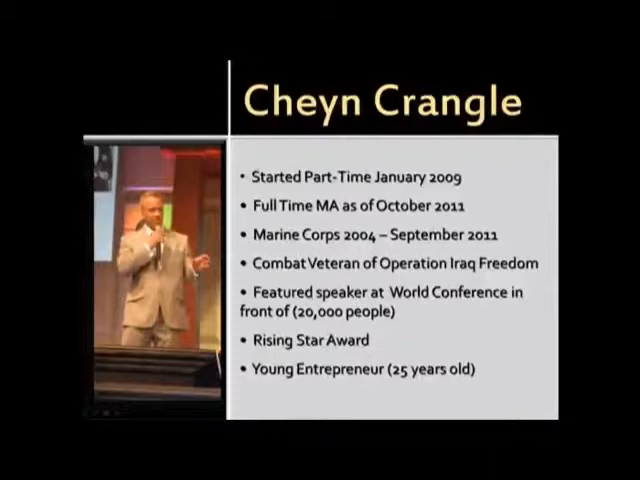 Cheyn Crangle
• Started Part-Time January 2009
• Full Time MA as of October 2011
• Marine Corps 2004 – September 2011
• Combat Veteran of Operation Iraq Freedom
• Featured speaker at World Conference in
front of (20,000 people)
• Rising Star Award
• Young Entrepreneur (25 years old)